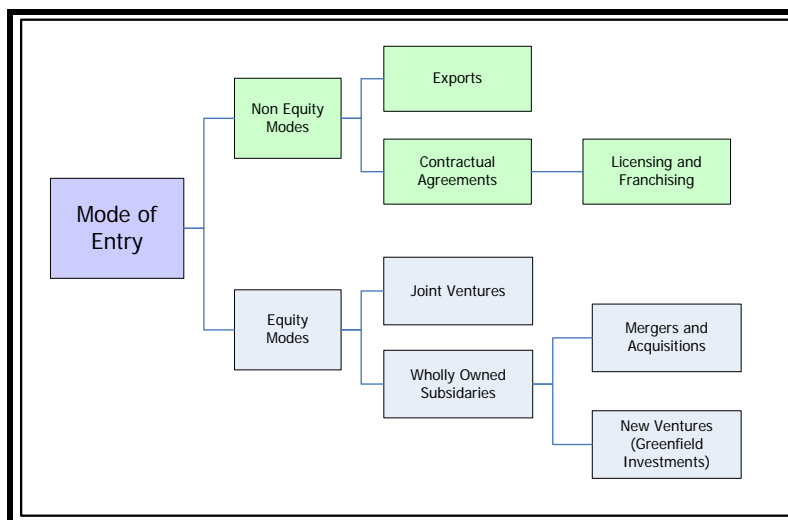 Mode of
Entry
Non Equity
Modes
Exports
Contractual
Agreements
Licensing and
Franchising
Equity
Modes
Joint Ventures
Wholly Owned
Subsidaries
Mergers and
Acquisitions
New Ventures
(Greenfield
Investments)